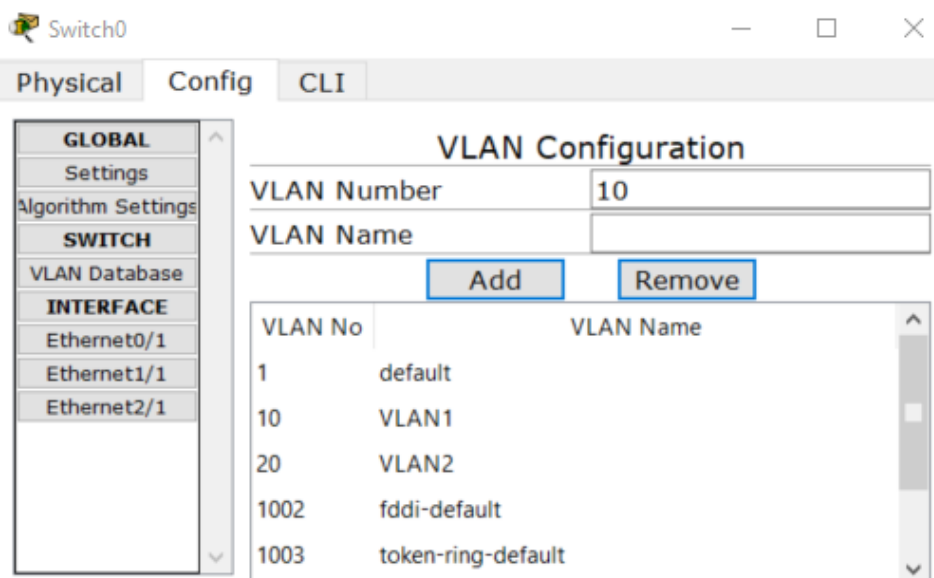 Switch0
Physical Config CLI
GLOBAL
Settings
Algorithm Settings
SWITCH
VLAN Database
INTERFACE
Ethernet0/1
Ethernet1/1
Ethernet2/1
VLAN Configuration
VLAN Number 10
VLAN Name
Add Remove
VLAN No VLAN Name
1 default
10 VLAN1
20 VLAN2
1002 fddi-default
1003 token-ring-default